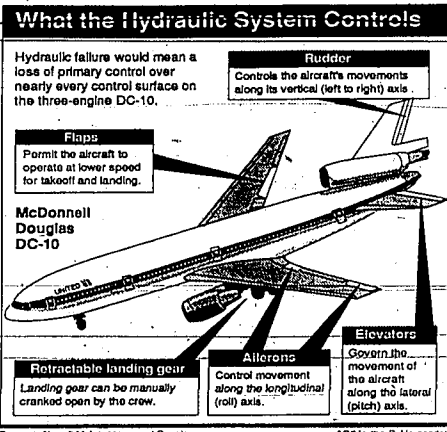 What the Hydraulic System Controls
Hydraulic failure would mean a
loss of primary control over
nearly every control surface on
the three-engine DC-10.
Rudder
Controls the aircraft's movements
along its vertical (left to right) axis
Flaps
Permit the aircraft to
operate at lower speed
for takeoff and landing.
McDonnell
Douglas
DC-10
UNITED
Retractable landing gear
Landing gear can be manually
cranked open by the crew.
Ailerons
Control movement
along the longitudinal
(roll) axis.
Elevators
Govern the
movement of
the aircraft
along the lateral
(pitch) axis.